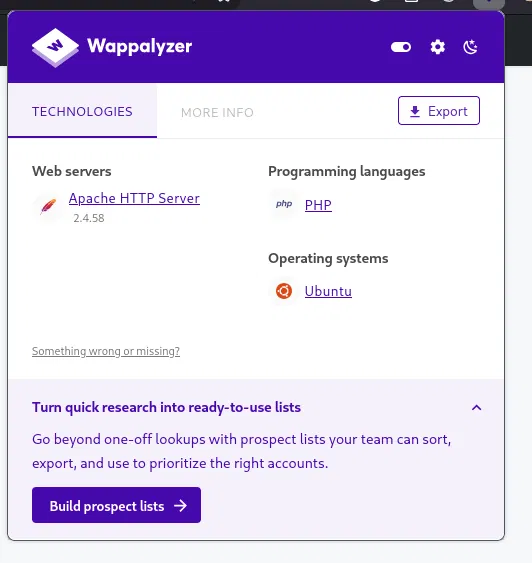 Wappalyzer
TECHNOLOGIES
MORE INFO
Export
Web servers
Apache HTTP Server
2.4.58
Programming languages
php
PHP
Operating systems
Ubuntu
Something wrong or missing?
Turn quick research into ready-to-use lists
Go beyond one-off lookups with prospect lists your team can sort,
export, and use to prioritize the right accounts.
Build prospect lists